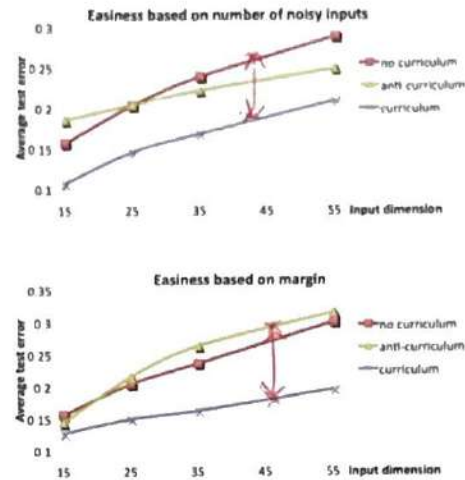 Easiness based on number of noisy inputs
0.3
0.25
0.2
0.15
0.1
Average test error
15 25 35 45 55 Input dimension
no curriculum
anti-curriculum
curriculum
Easiness based on margin
0.35
0.3
0.25
0.2
0.15
0.1
Average test error
15 25 35 45 55 Input dimension
no curriculum
anti-curriculum
curriculum